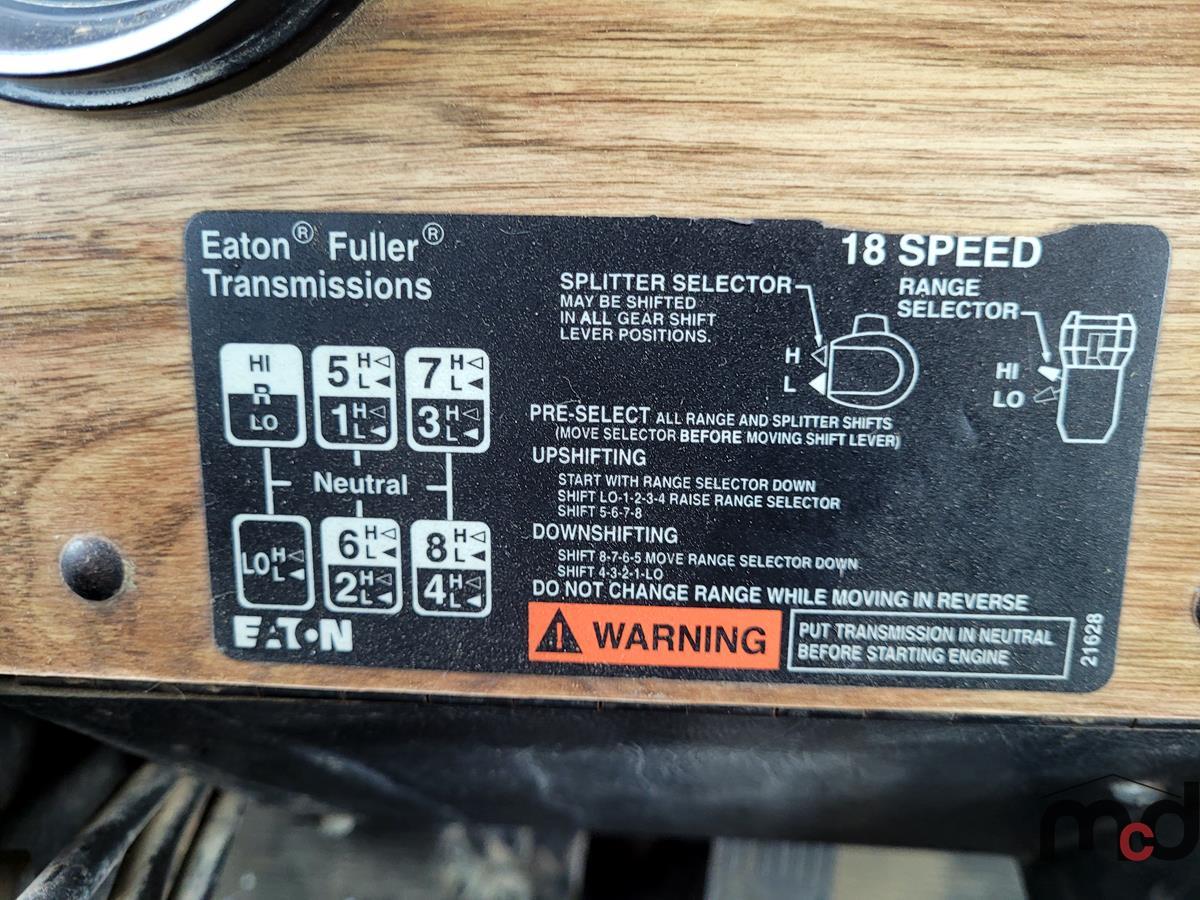 Eaton® Fuller®
Transmissions
18 SPEED
SPLITTER SELECTOR
MAY BE SHIFTED
IN ALL GEAR SHIFT
LEVER POSITIONS.
H
L
RANGE
SELECTOR
HI
LO
HI
R
LO
5 H◁
L◀
1 H◁
L◀
7 H◁
L◀
3 H◁
L◀
Neutral
LO H◁
L◀
6 H◁
L◀
2 H◁
L◀
8 H◁
L◀
4 H◁
L◀
EATON
PRE-SELECT ALL RANGE AND SPLITTER SHIFTS
(MOVE SELECTOR BEFORE MOVING SHIFT LEVER)
UPSHIFTING
START WITH RANGE SELECTOR DOWN
SHIFT LO-1-2-3-4 RAISE RANGE SELECTOR
SHIFT 5-6-7-8
DOWNSHIFTING
SHIFT 8-7-6-5 MOVE RANGE SELECTOR DOWN
SHIFT 4-3-2-1-LO
DO NOT CHANGE RANGE WHILE MOVING IN REVERSE
WARNING
PUT TRANSMISSION IN NEUTRAL
BEFORE STARTING ENGINE
21628
mcd